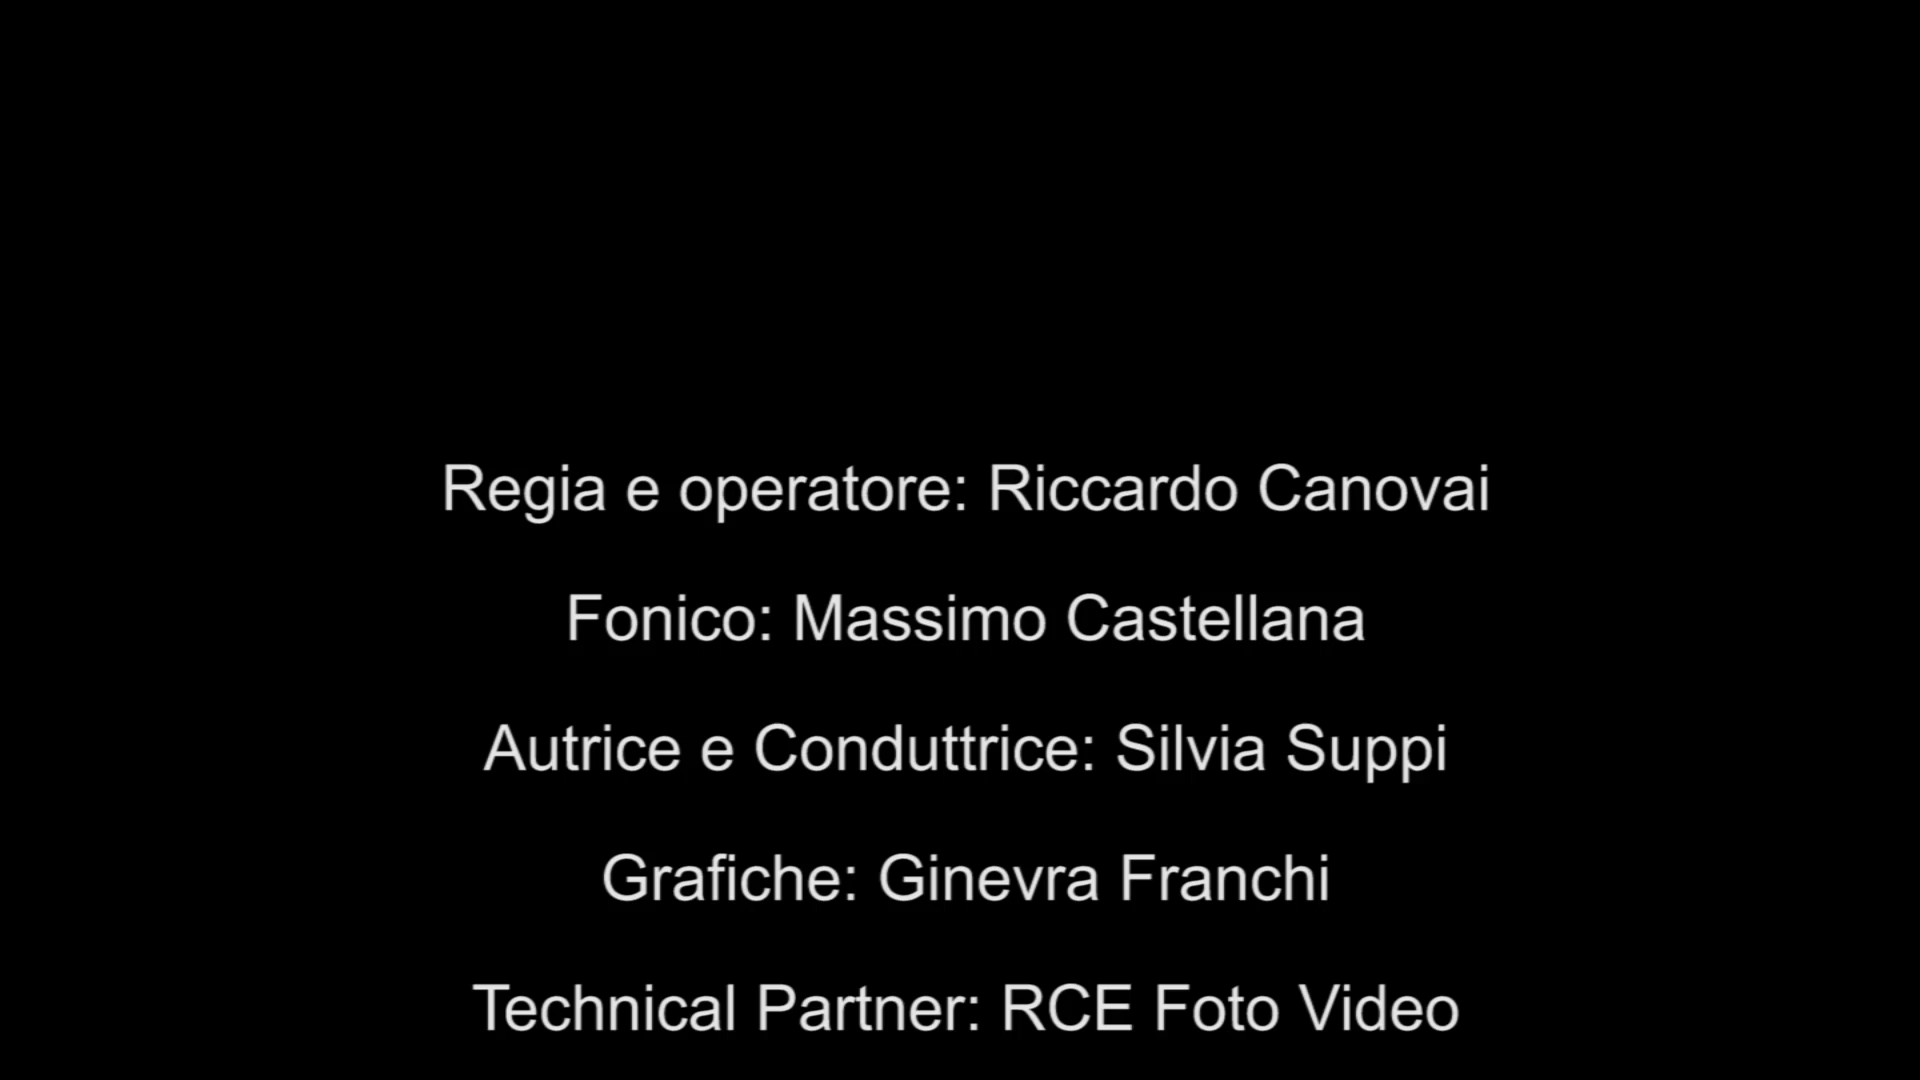 Regia e operatore: Riccardo Canovai
Fonico: Massimo Castellana
Autrice e Conduttrice: Silvia Suppi
Grafiche: Ginevra Franchi
Technical Partner: RCE Foto Video